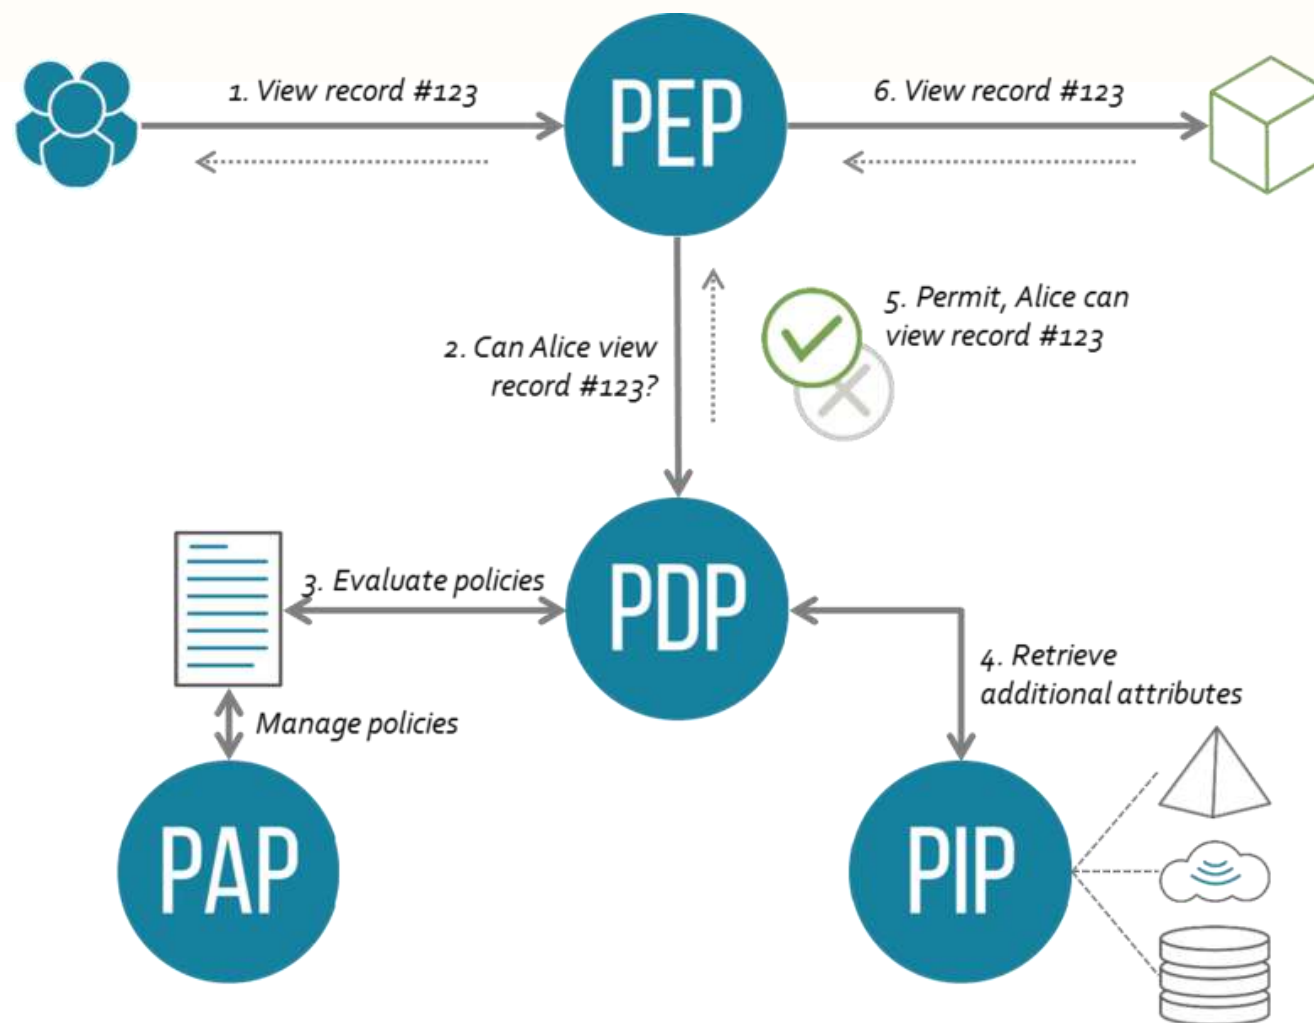 1. View record #123
PEP
6. View record #123
2. Can Alice view
record #123?
5. Permit, Alice can
view record #123
3. Evaluate policies
PDP
4. Retrieve
additional attributes
Manage policies
PAP
PIP